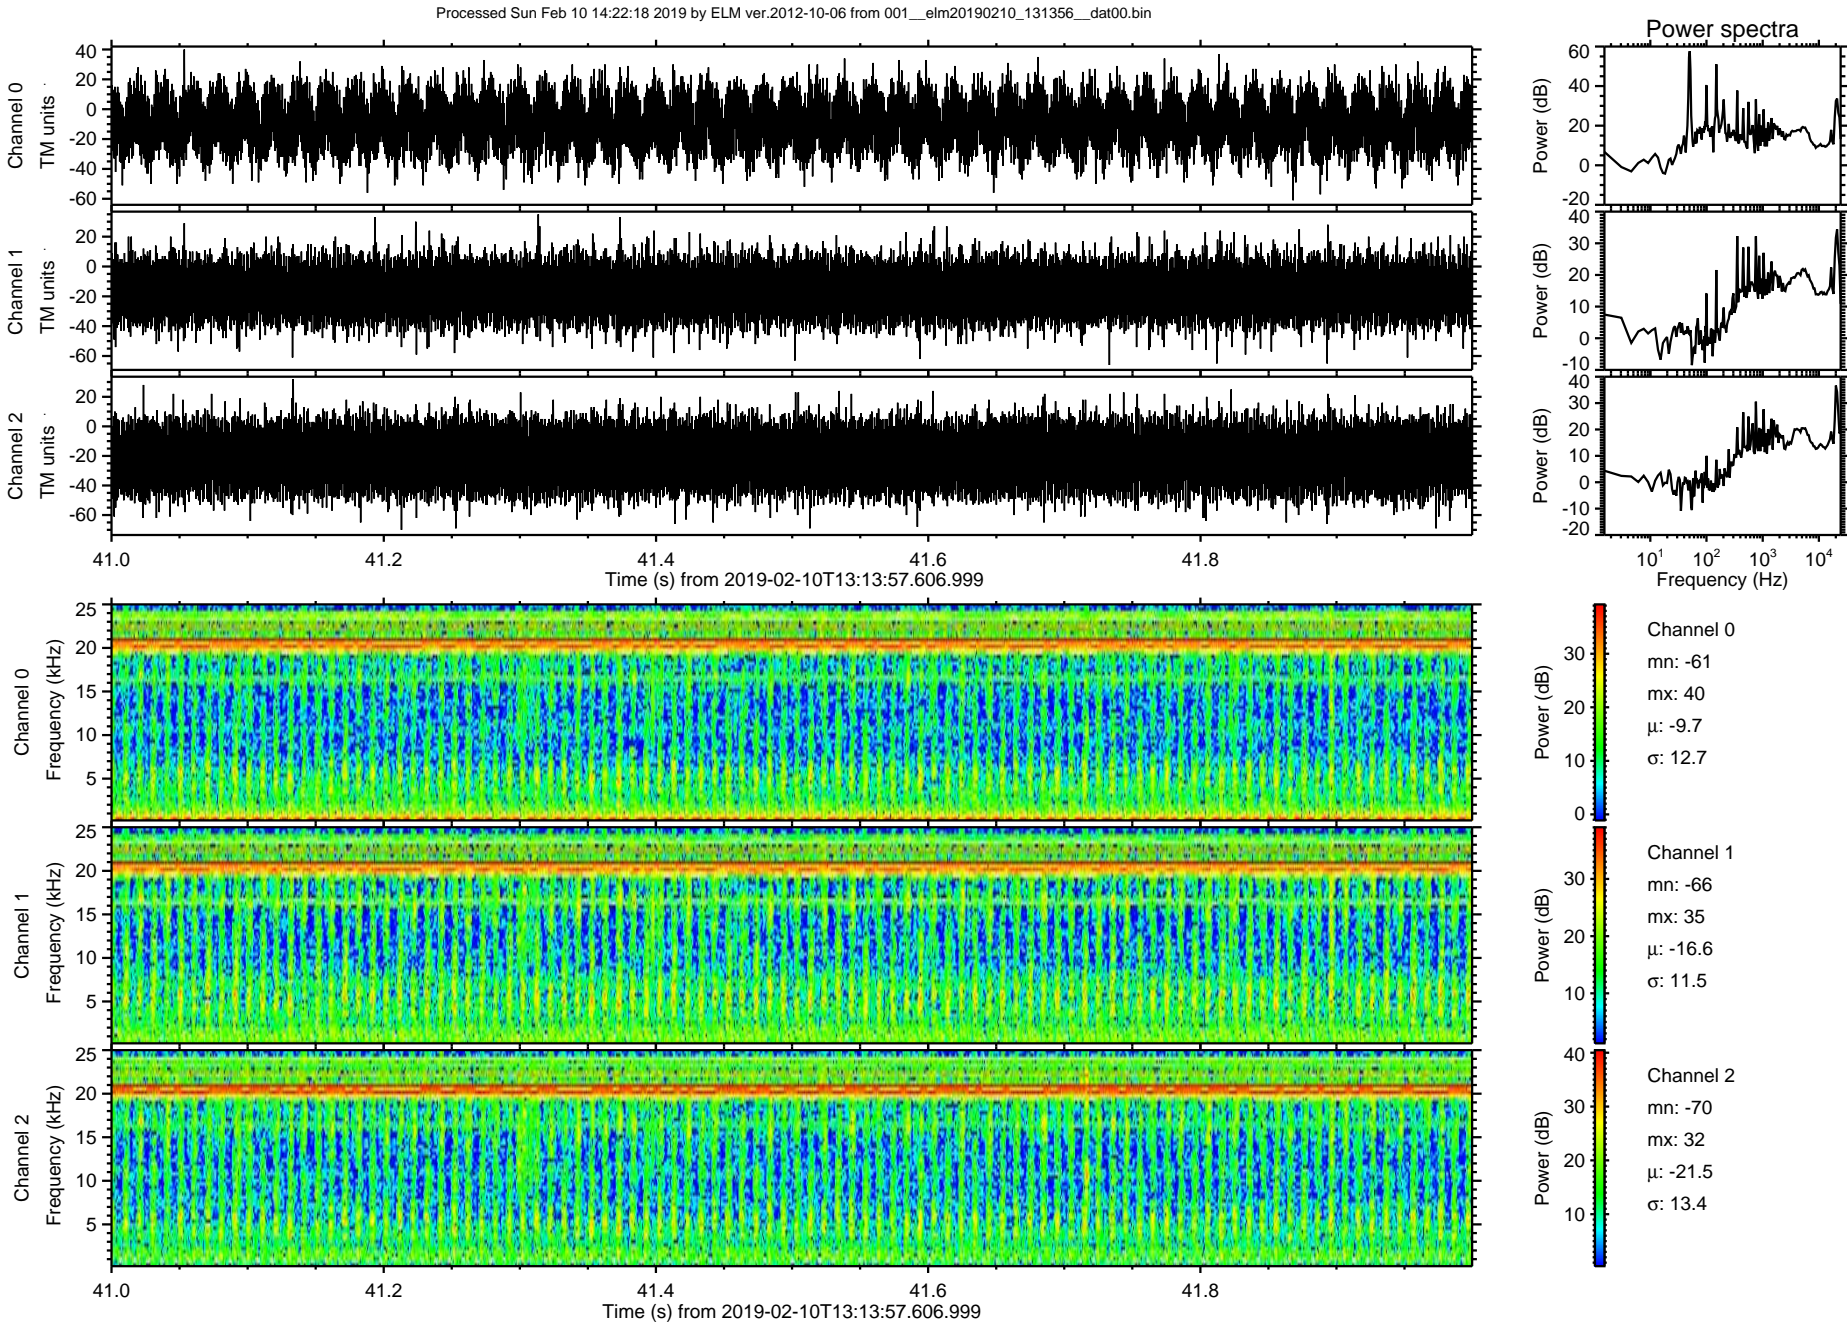 Processed Sun Feb 10 14:22:18 2019 by ELM ver.2012-10-06 from 001__elm20190210_131356__dat00.bin
Power spectra
Channel 0
TM units
40
20
0
-20
-40
-60
Power (dB)
60
40
20
0
-20
Channel 1
TM units
20
0
-20
-40
-60
Power (dB)
40
30
20
10
0
-10
Channel 2
TM units
20
0
-20
-40
-60
Power (dB)
40
30
20
10
0
-10
-20
41.0 41.2 41.4 41.6 41.8
Time (s) from 2019-02-10T13:13:57.606.999
10¹ 10² 10³ 10⁴
Frequency (Hz)
Channel 0
Frequency (kHz)
25
20
15
10
5
Power (dB)
30
20
10
0
Channel 0
mn: -61
mx: 40
μ: -9.7
σ: 12.7
Channel 1
Frequency (kHz)
25
20
15
10
5
Power (dB)
30
20
10
Channel 1
mn: -66
mx: 35
μ: -16.6
σ: 11.5
Channel 2
Frequency (kHz)
25
20
15
10
5
Power (dB)
40
30
20
10
Channel 2
mn: -70
mx: 32
μ: -21.5
σ: 13.4
41.0 41.2 41.4 41.6 41.8
Time (s) from 2019-02-10T13:13:57.606.999